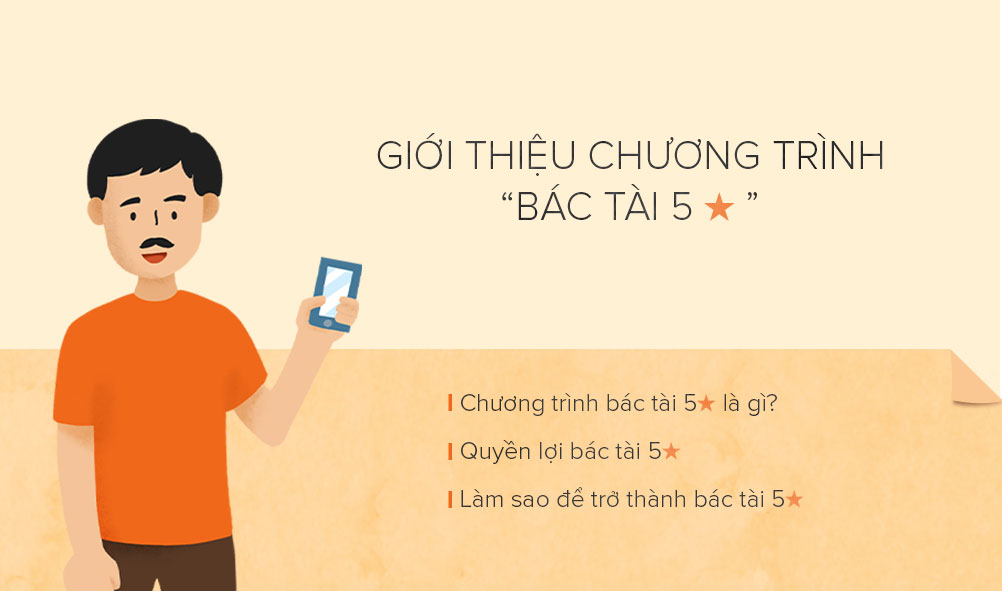 GIỚI THIỆU CHƯƠNG TRÌNH
“BÁC TÀI 5 ★ ”
Chương trình bác tài 5★ là gì?
Quyền lợi bác tài 5★
Làm sao để trở thành bác tài 5★